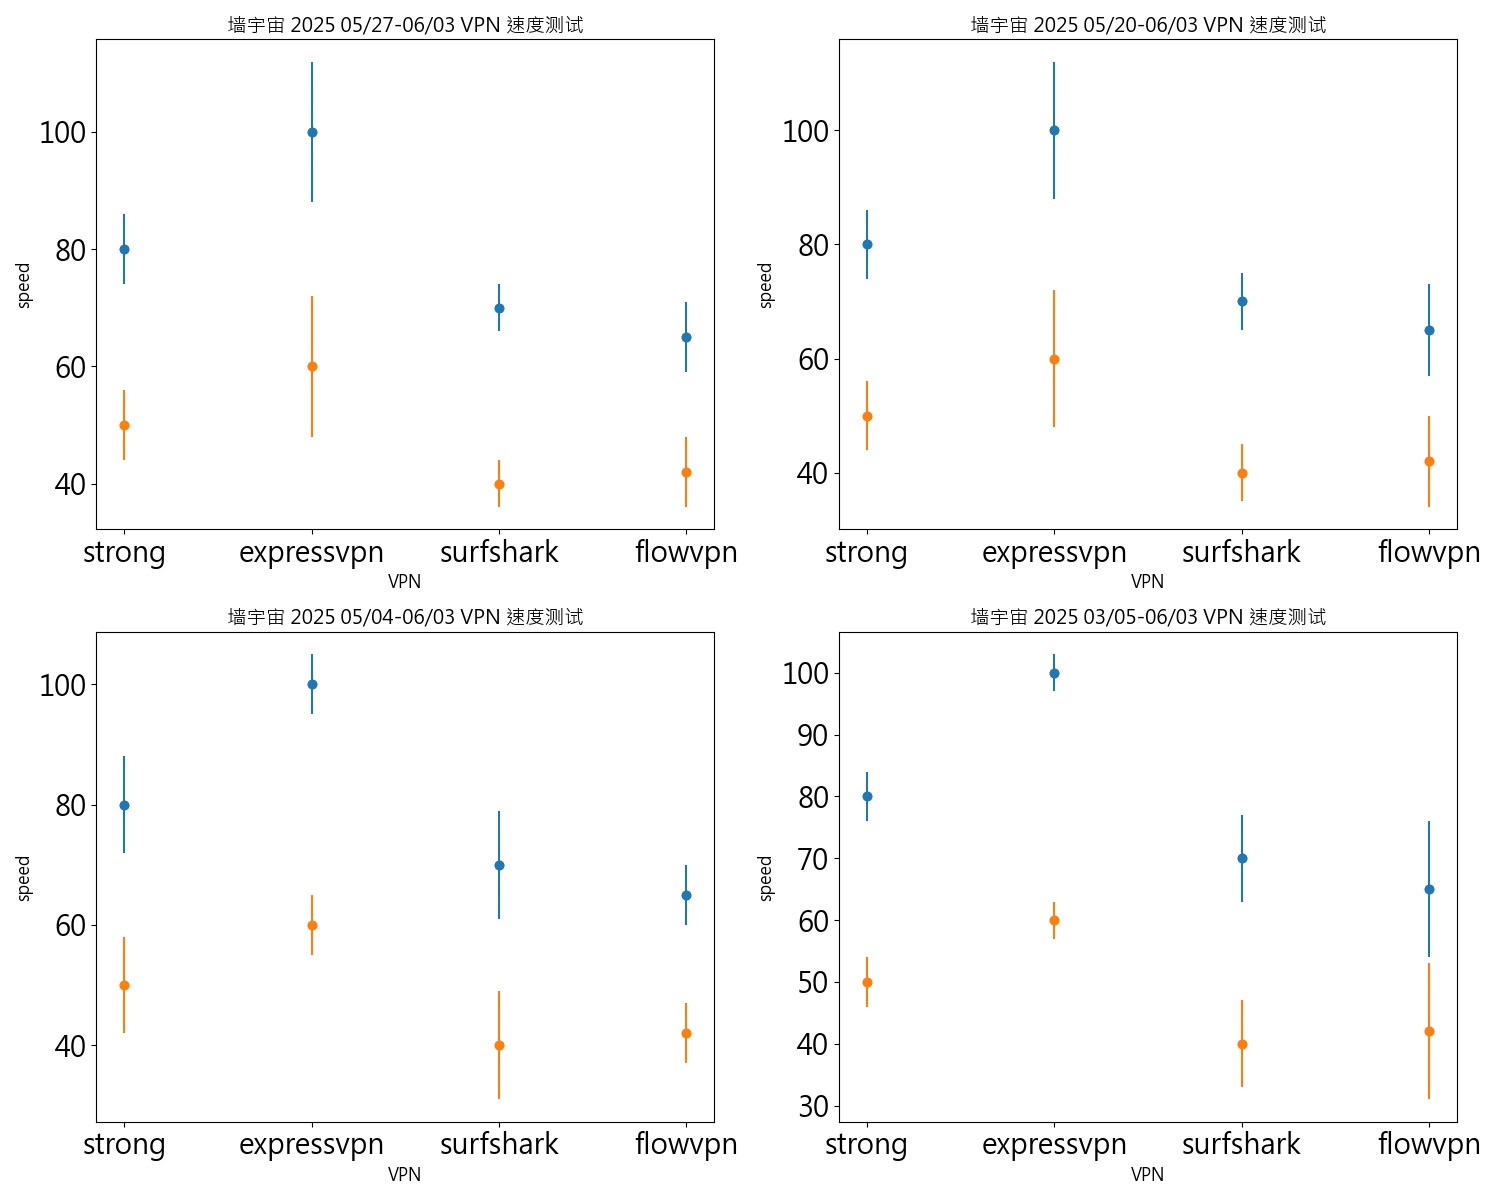 墙宇宙 2025 05/27-06/03 VPN 速度测试
100
80
60
40
speed
strong expressvpn surfshark flowvpn
VPN
墙宇宙 2025 05/20-06/03 VPN 速度测试
100
80
60
40
speed
strong expressvpn surfshark flowvpn
VPN
墙宇宙 2025 05/04-06/03 VPN 速度测试
100
80
60
40
speed
strong expressvpn surfshark flowvpn
VPN
墙宇宙 2025 03/05-06/03 VPN 速度测试
100
90
80
70
60
50
40
30
speed
strong expressvpn surfshark flowvpn
VPN